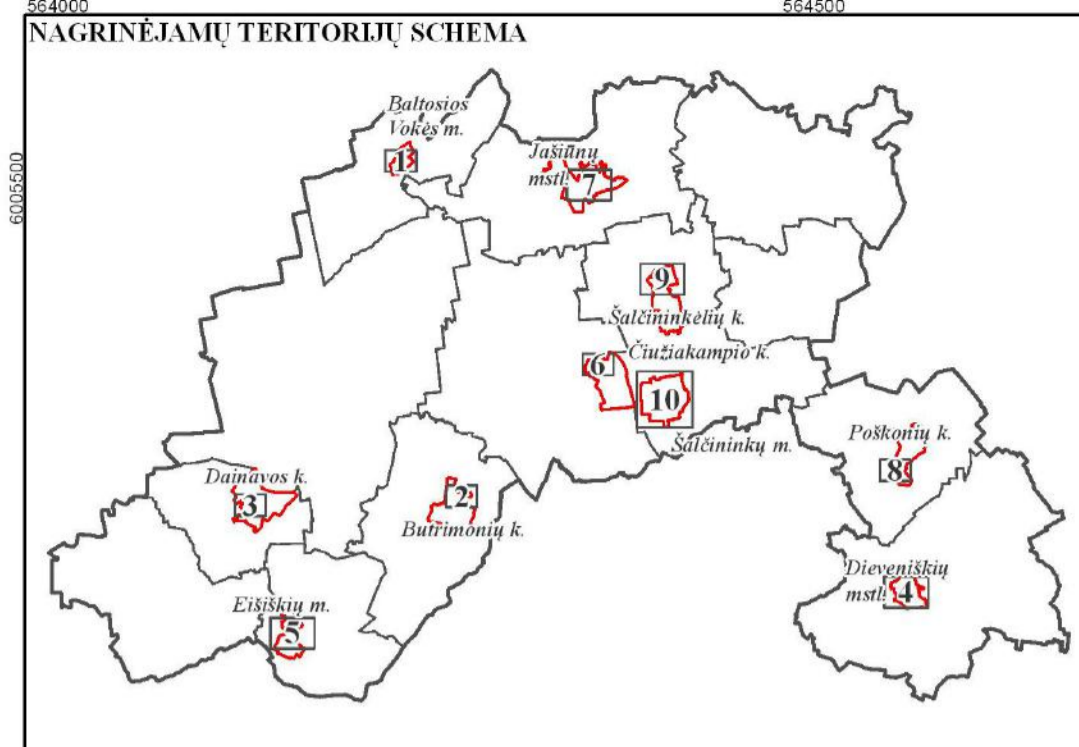 564000
564500
NAGRINĖJAMŲ TERITORIJŲ SCHEMA
6005500
Baltosios
Vokės m.
1
Jašiūnų
mstl.
7
9
Šalčininkėlių k.
Čiužiakampio k.
6
10
Šalčininkų m.
Poškonių k.
8
Dainavos k.
3
2
Butrimonių k.
Dieveniškių
mstl.
4
Eišiškių m.
5